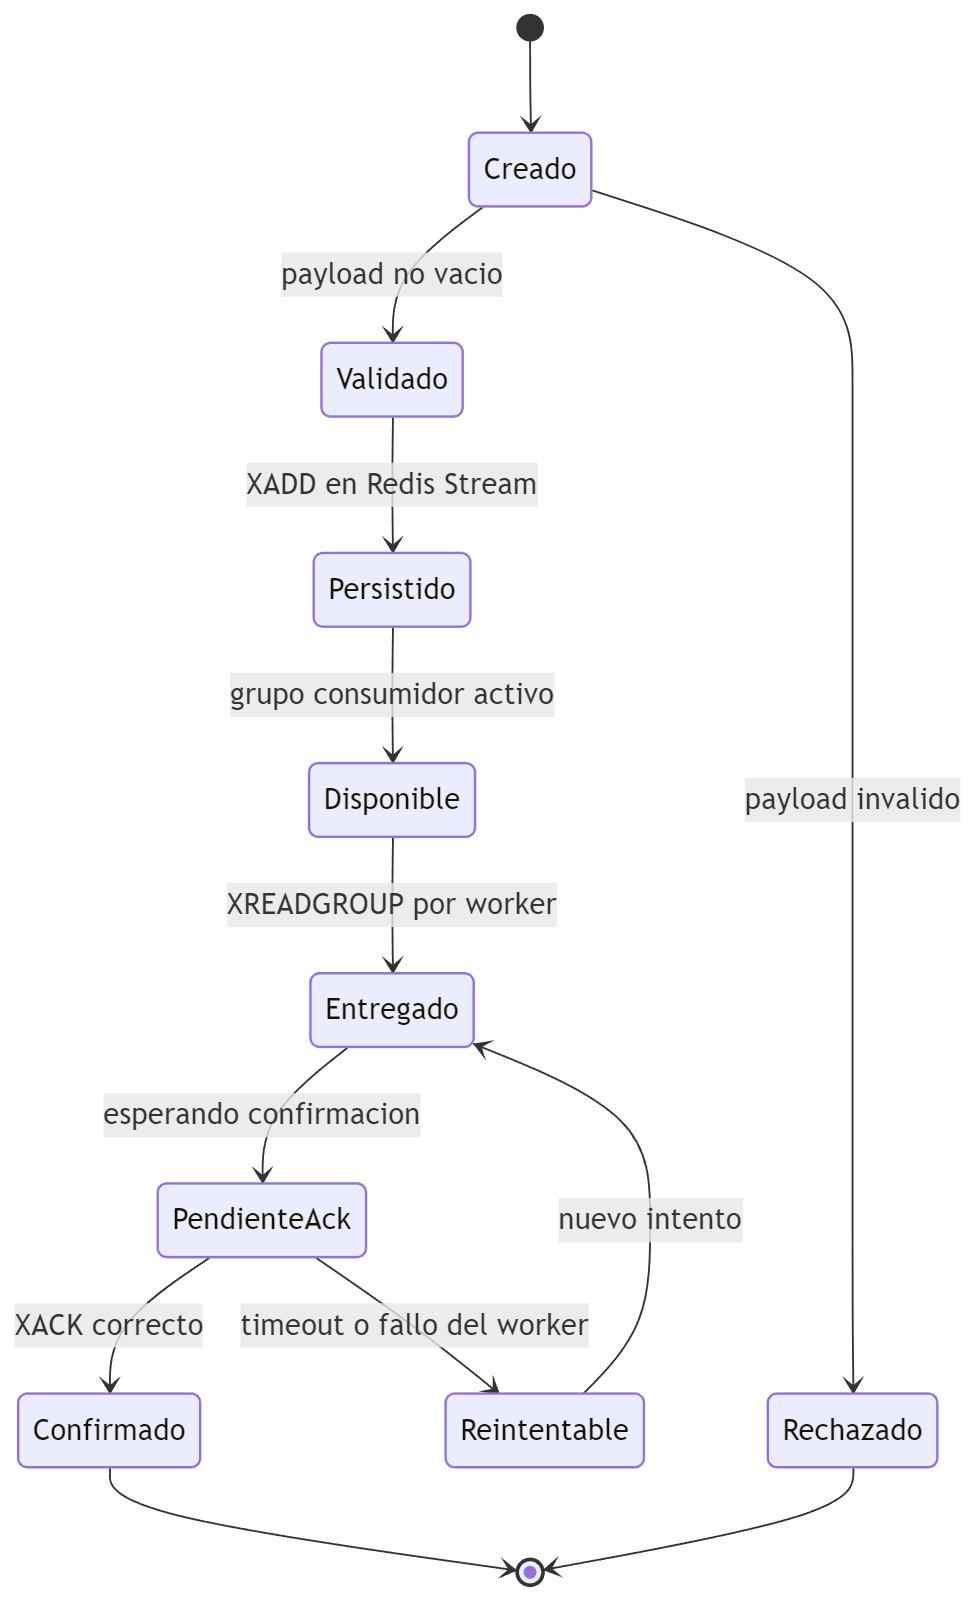 Creado
payload no vacio
Validado
XADD en Redis Stream
Persistido
grupo consumidor activo
Disponible
payload invalido
XREADGROUP por worker
Entregado
esperando confirmacion
PendienteAck
nuevo intento
XACK correcto
timeout o fallo del worker
Confirmado
Reintentable
Rechazado